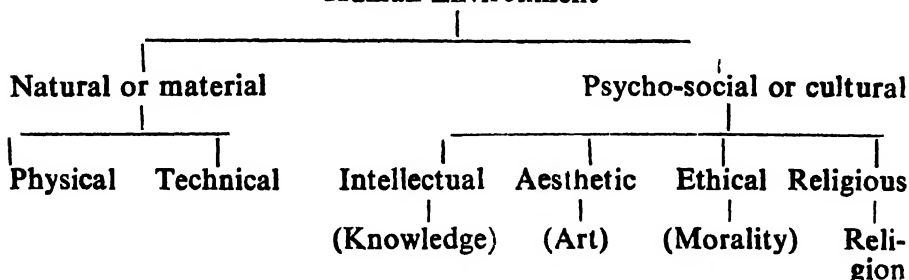 Natural or material Psycho-social or cultural
Physical Technical Intellectual Aesthetic Ethical Religious
(Knowledge) (Art) (Morality) Reli-
gion